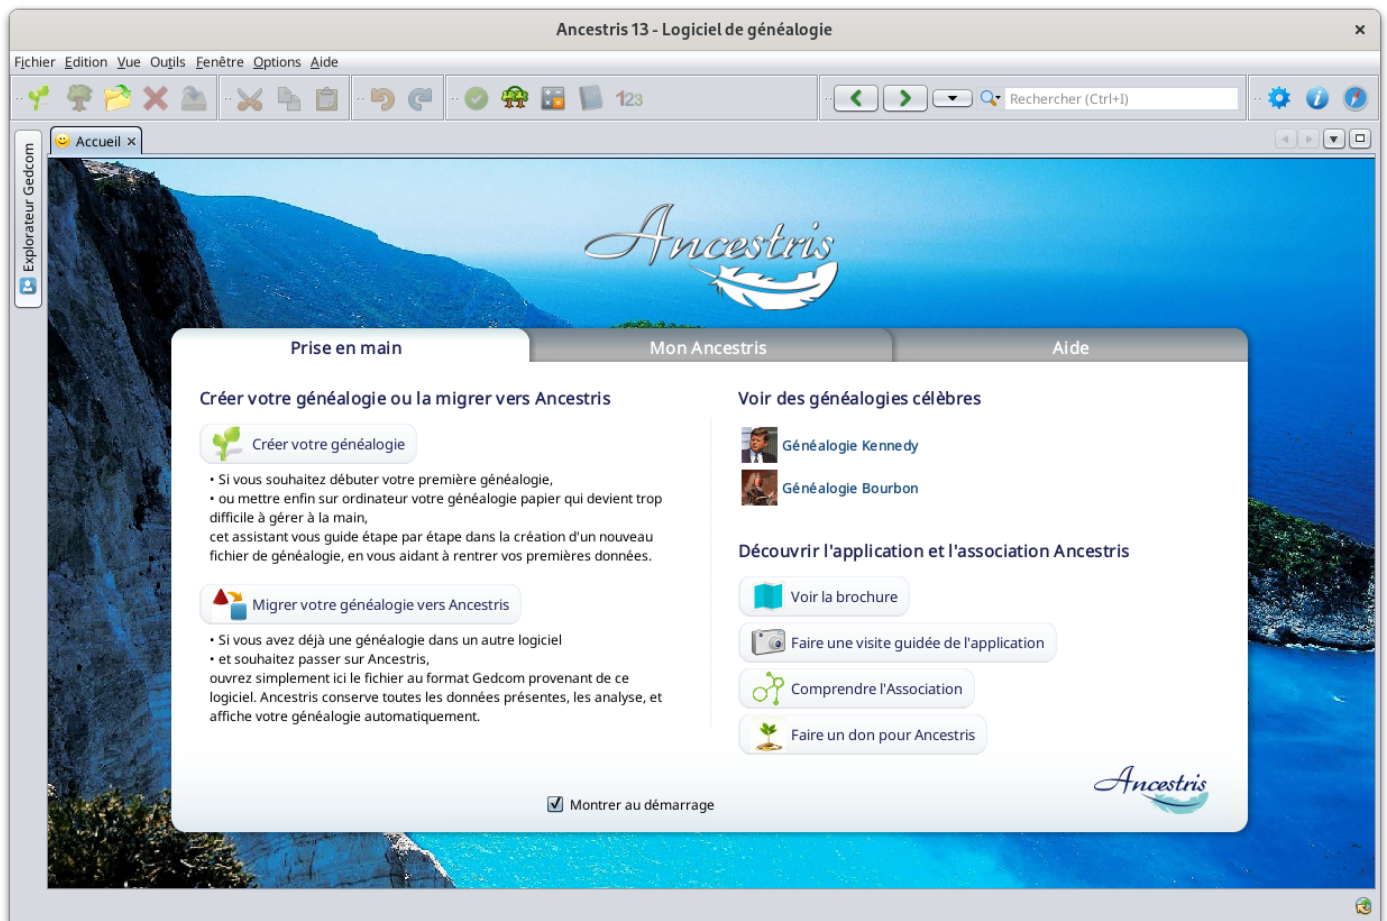 Ancestris 13 - Logiciel de généalogie
Fichier Edition Vue Outils Fenêtre Options Aide
123
Rechercher (Ctrl+I)
Explorateur Gedcom
Accueil
Ancestris
Prise en main
Mon Ancestris
Aide
Créer votre généalogie ou la migrer vers Ancestris
Créer votre généalogie
• Si vous souhaitez débuter votre première généalogie,
• ou mettre enfin sur ordinateur votre généalogie papier qui devient trop
difficile à gérer à la main,
cet assistant vous guide étape par étape dans la création d'un nouveau
fichier de généalogie, en vous aidant à rentrer vos premières données.
Migrer votre généalogie vers Ancestris
• Si vous avez déjà une généalogie dans un autre logiciel
• et souhaitez passer sur Ancestris,
ouvrez simplement ici le fichier au format Gedcom provenant de ce
logiciel. Ancestris conserve toutes les données présentes, les analyse, et
affiche votre généalogie automatiquement.
Voir des généalogies célèbres
Généalogie Kennedy
Généalogie Bourbon
Découvrir l'application et l'association Ancestris
Voir la brochure
Faire une visite guidée de l'application
Comprendre l'Association
Faire un don pour Ancestris
Ancestris
Montrer au démarrage